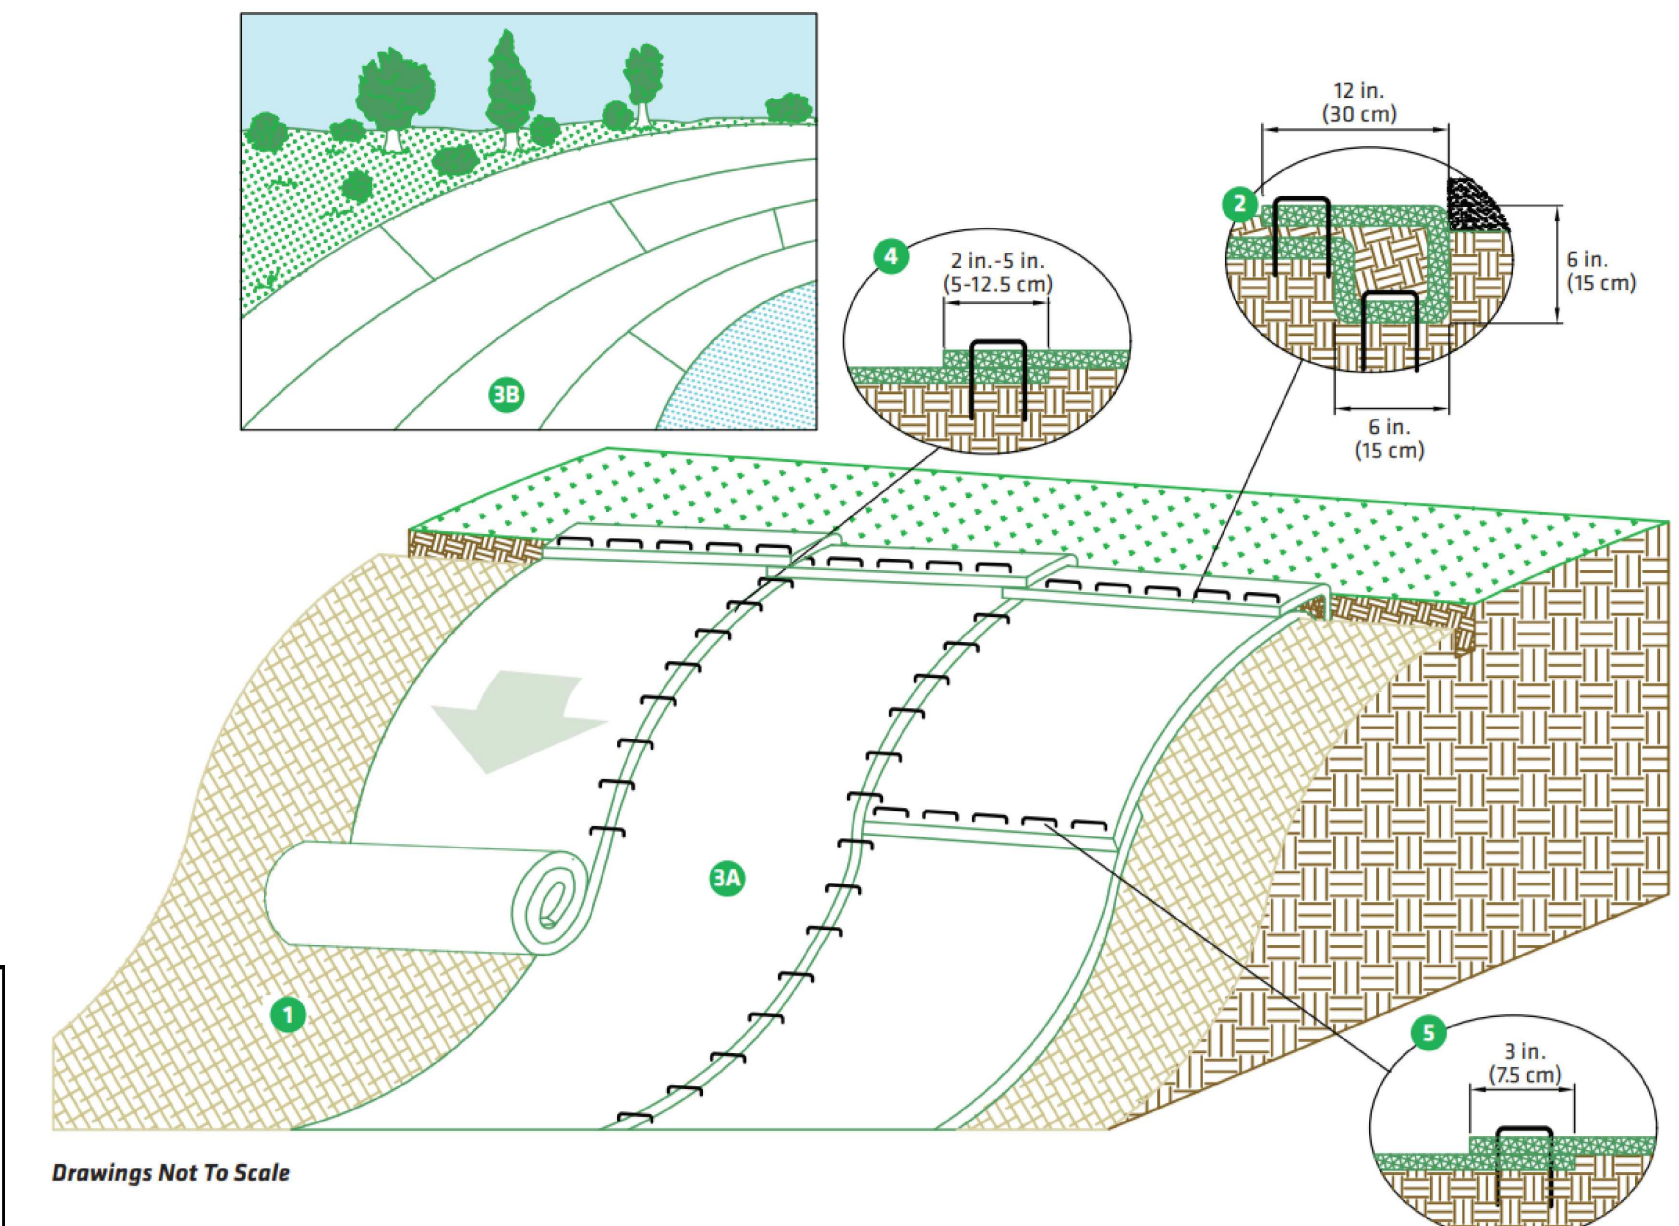 12 in.
(30 cm)
2
6 in.
(15 cm)
6 in.
(15 cm)
4
2 in.-5 in.
(5-12.5 cm)
3B
3A
1
5
3 in.
(7.5 cm)
Drawings Not To Scale